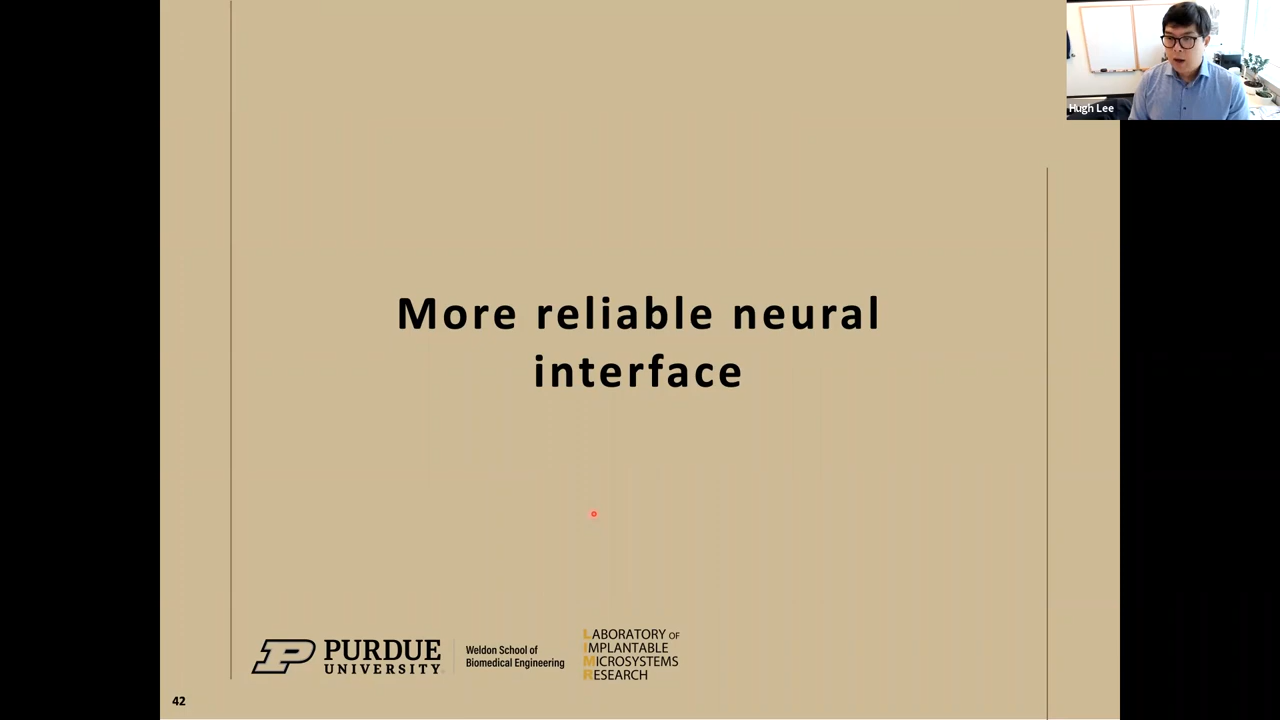 Hugh Lee
More reliable neural
interface
PURDUE
UNIVERSITY
Weldon School of
Biomedical Engineering
LABORATORY OF
IMPLANTABLE
MICROSYSTEMS
RESEARCH
42